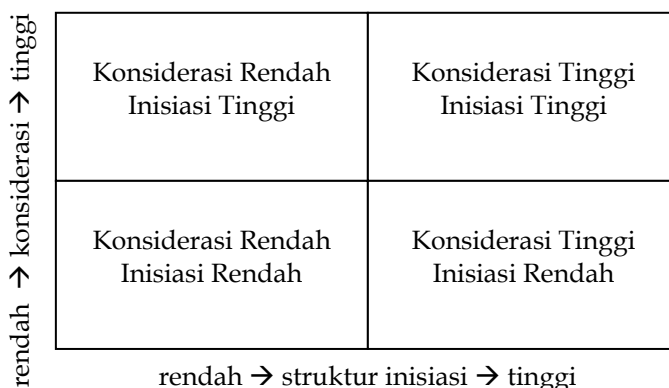 rendah → konsiderasi → tinggi
Konsiderasi Rendah
Inisiasi Tinggi
Konsiderasi Tinggi
Inisiasi Tinggi
Konsiderasi Rendah
Inisiasi Rendah
Konsiderasi Tinggi
Inisiasi Rendah
rendah → struktur inisiasi → tinggi